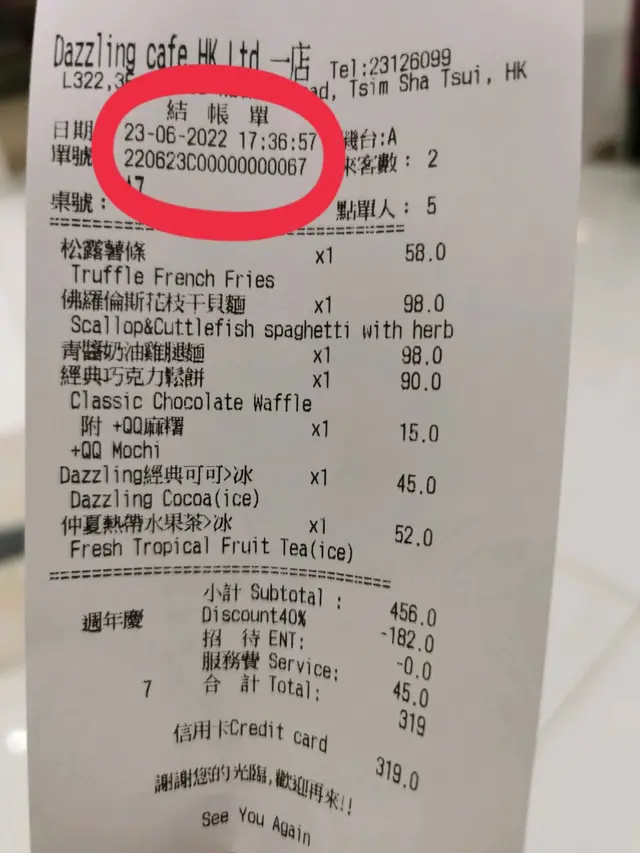 Dazzling cafe HK Ltd 一店 Tel:23126099
L322,3 ad, Tsim Sha Tsui, HK
結 帳 單
日期 23-06-2022 17:36:57 機台:A
單號 220623C00000000067 來客數: 2
桌號: 17 點單人: 5
松露薯條 x1 58.0
Truffle French Fries
佛羅倫斯花枝干貝麵 x1 98.0
Scallop&Cuttlefish spaghetti with herb
青醬奶油雞腿麵 x1 98.0
經典巧克力鬆餅 x1 90.0
Classic Chocolate Waffle
附 +QQ麻糬 x1 15.0
+QQ Mochi
Dazzling經典可可>冰 x1 45.0
Dazzling Cocoa(ice)
仲夏熱帶水果茶>冰 x1 52.0
Fresh Tropical Fruit Tea(ice)
小計 Subtotal : 456.0
週年慶 Discount40% -182.0
招 待 ENT: -0.0
服務費 Service: 45.0
7 合 計 Total: 319
信用卡Credit card 319.0
謝謝您的光臨,歡迎再來!!
See You Again